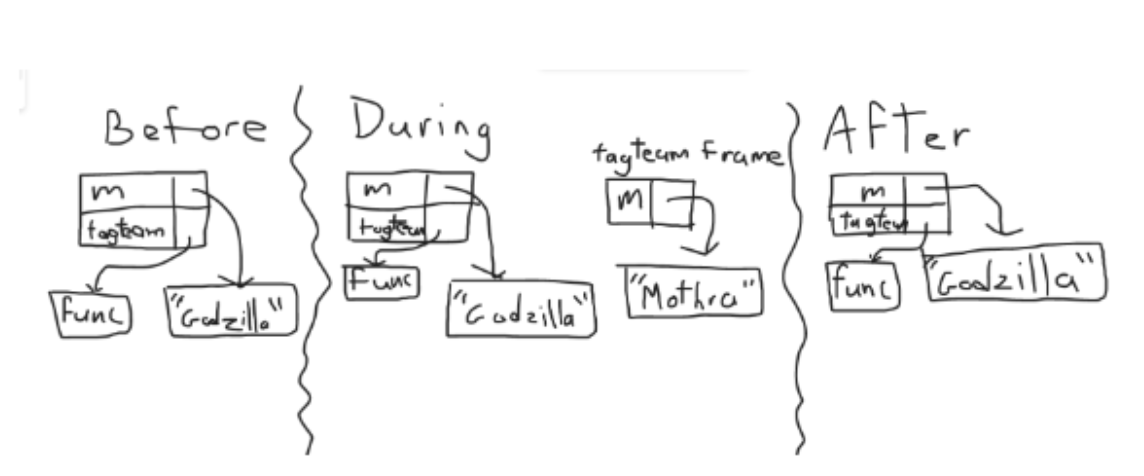 Before
m
tagteam
func
"Godzilla"
During
m
tagteam
func
"Godzilla"
tagteam frame
m
"Mothra"
After
m
tagteam
func
"Godzilla"